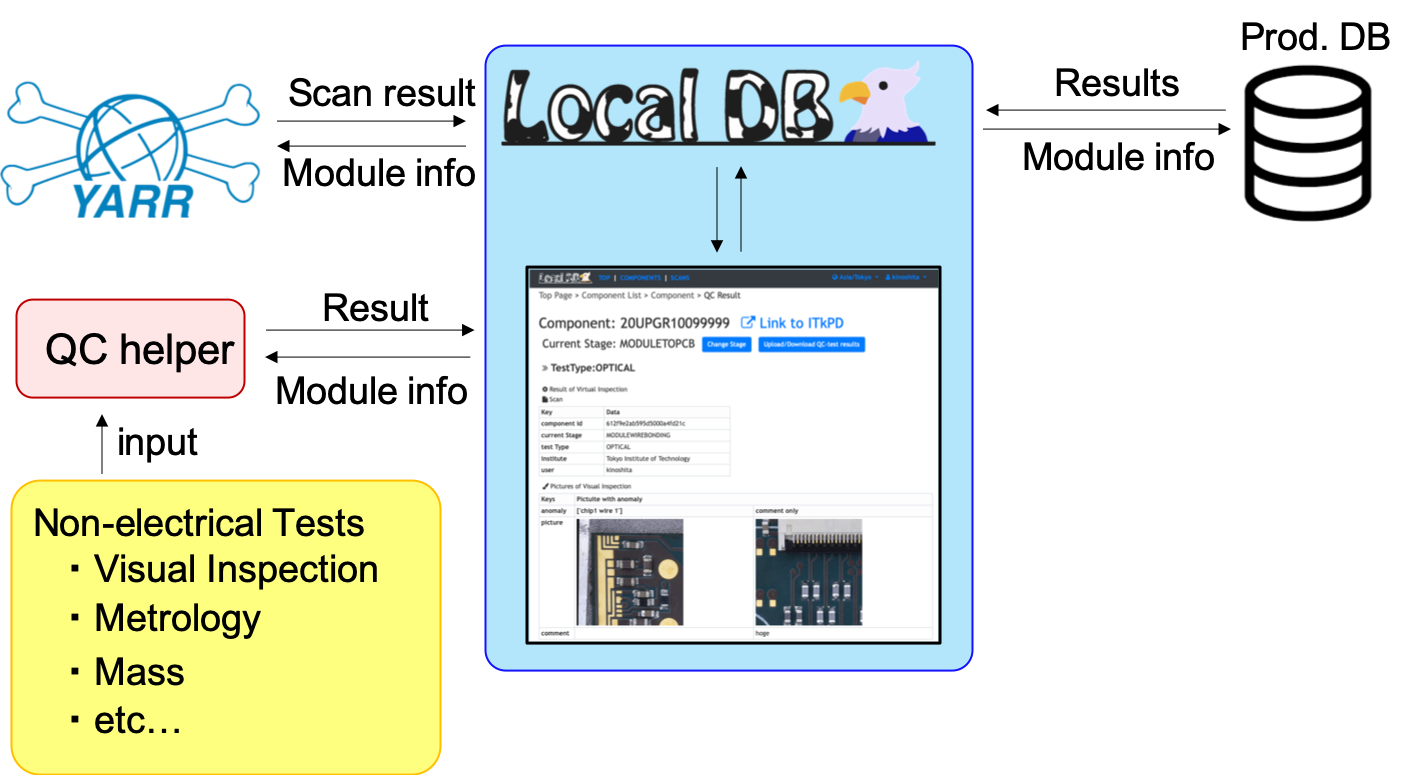 Prod. DB
Scan result
Local DB
Results
Module info
Module info
YARR
TOP | COMPONENTS | SCANS
Asia/Tokyo kinoshita
Top Page > Component List > Component > QC Result
Component: 20UPGR10099999 Link to ITkPD
Current Stage: MODULETOPCB Change Stage Upload/Download QC-test results
» TestType:OPTICAL
Result of Virtual Inspection
Scan
Key Data
component id 612f9e2ab595d5000a4fd21c
current Stage MODULEWIREBONDING
test Type OPTICAL
institute Tokyo Institute of Technology
user kinoshita
Pictures of Visual Inspection
Keys Pictuite with anomaly
anomaly ['chip1 wire 1'] comment only
picture
comment hoge
Result
QC helper
Module info
input
Non-electrical Tests
・Visual Inspection
・Metrology
・Mass
・etc…